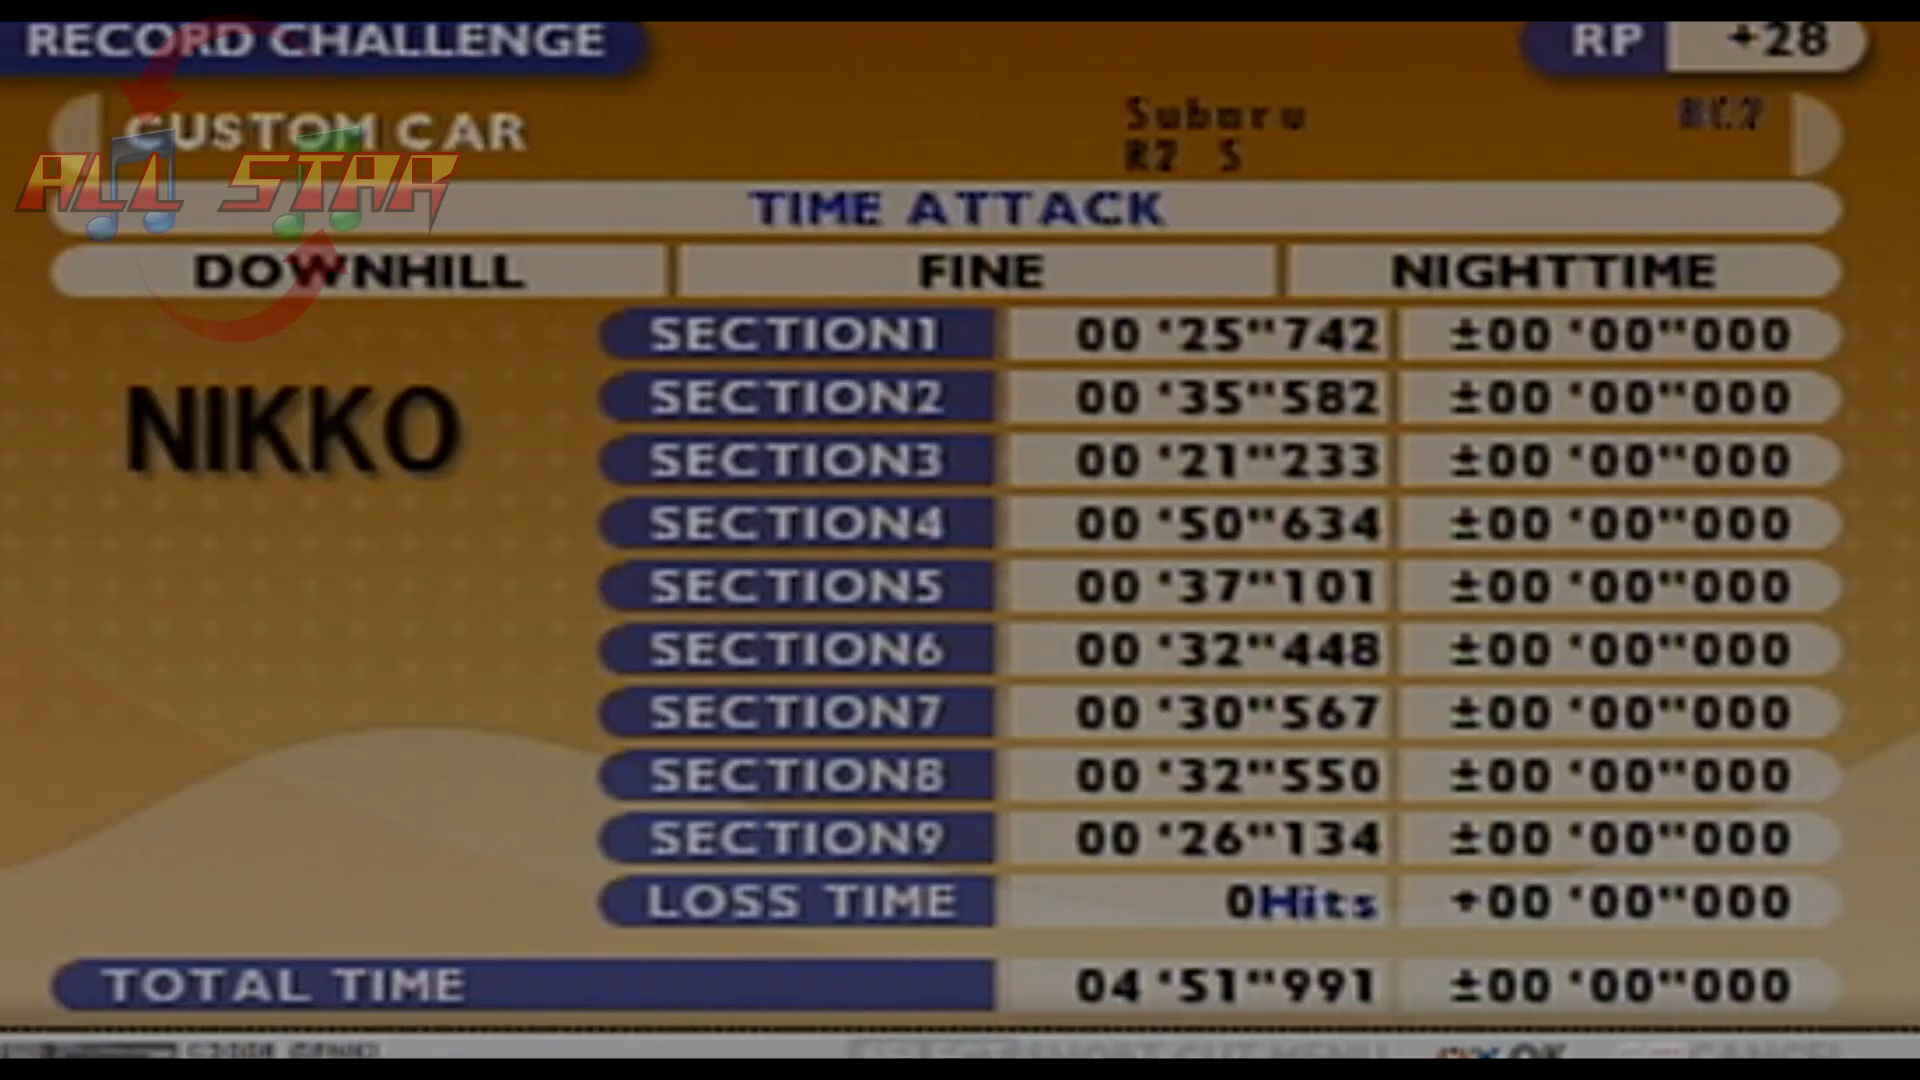 RECORD CHALLENGE
RP +28
CUSTOM CAR
Subaru
R2 S
ALL STAR
TIME ATTACK
DOWNHILL FINE NIGHTTIME
NIKKO
SECTION1 00 '25"742 ±00 '00"000
SECTION2 00 '35"582 ±00 '00"000
SECTION3 00 '21"233 ±00 '00"000
SECTION4 00 '50"634 ±00 '00"000
SECTION5 00 '37"101 ±00 '00"000
SECTION6 00 '32"448 ±00 '00"000
SECTION7 00 '30"567 ±00 '00"000
SECTION8 00 '32"550 ±00 '00"000
SECTION9 00 '26"134 ±00 '00"000
LOSS TIME 0Hits +00 '00"000
TOTAL TIME 04 '51"991 ±00 '00"000
OK